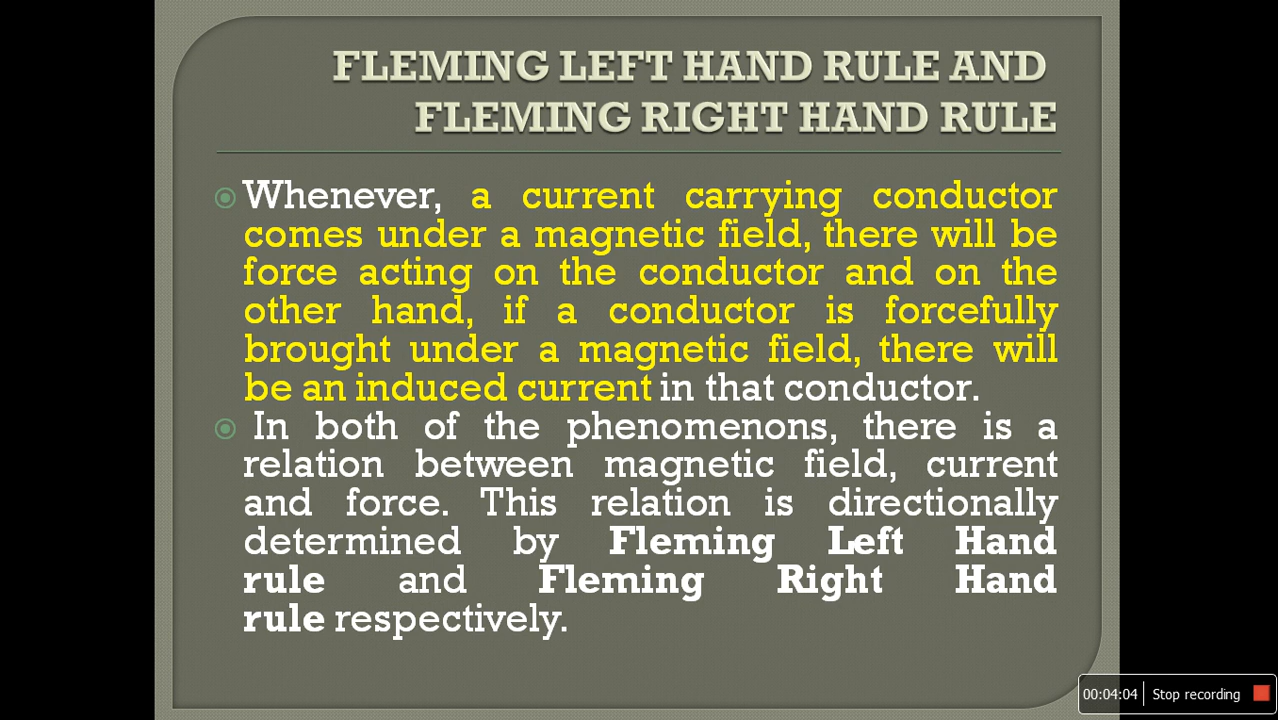 FLEMING LEFT HAND RULE AND
FLEMING RIGHT HAND RULE
Whenever, a current carrying conductor
comes under a magnetic field, there will be
force acting on the conductor and on the
other hand, if a conductor is forcefully
brought under a magnetic field, there will
be an induced current in that conductor.
In both of the phenomenons, there is a
relation between magnetic field, current
and force. This relation is directionally
determined by Fleming Left Hand
rule and Fleming Right Hand
rule respectively.
00:04:04 Stop recording